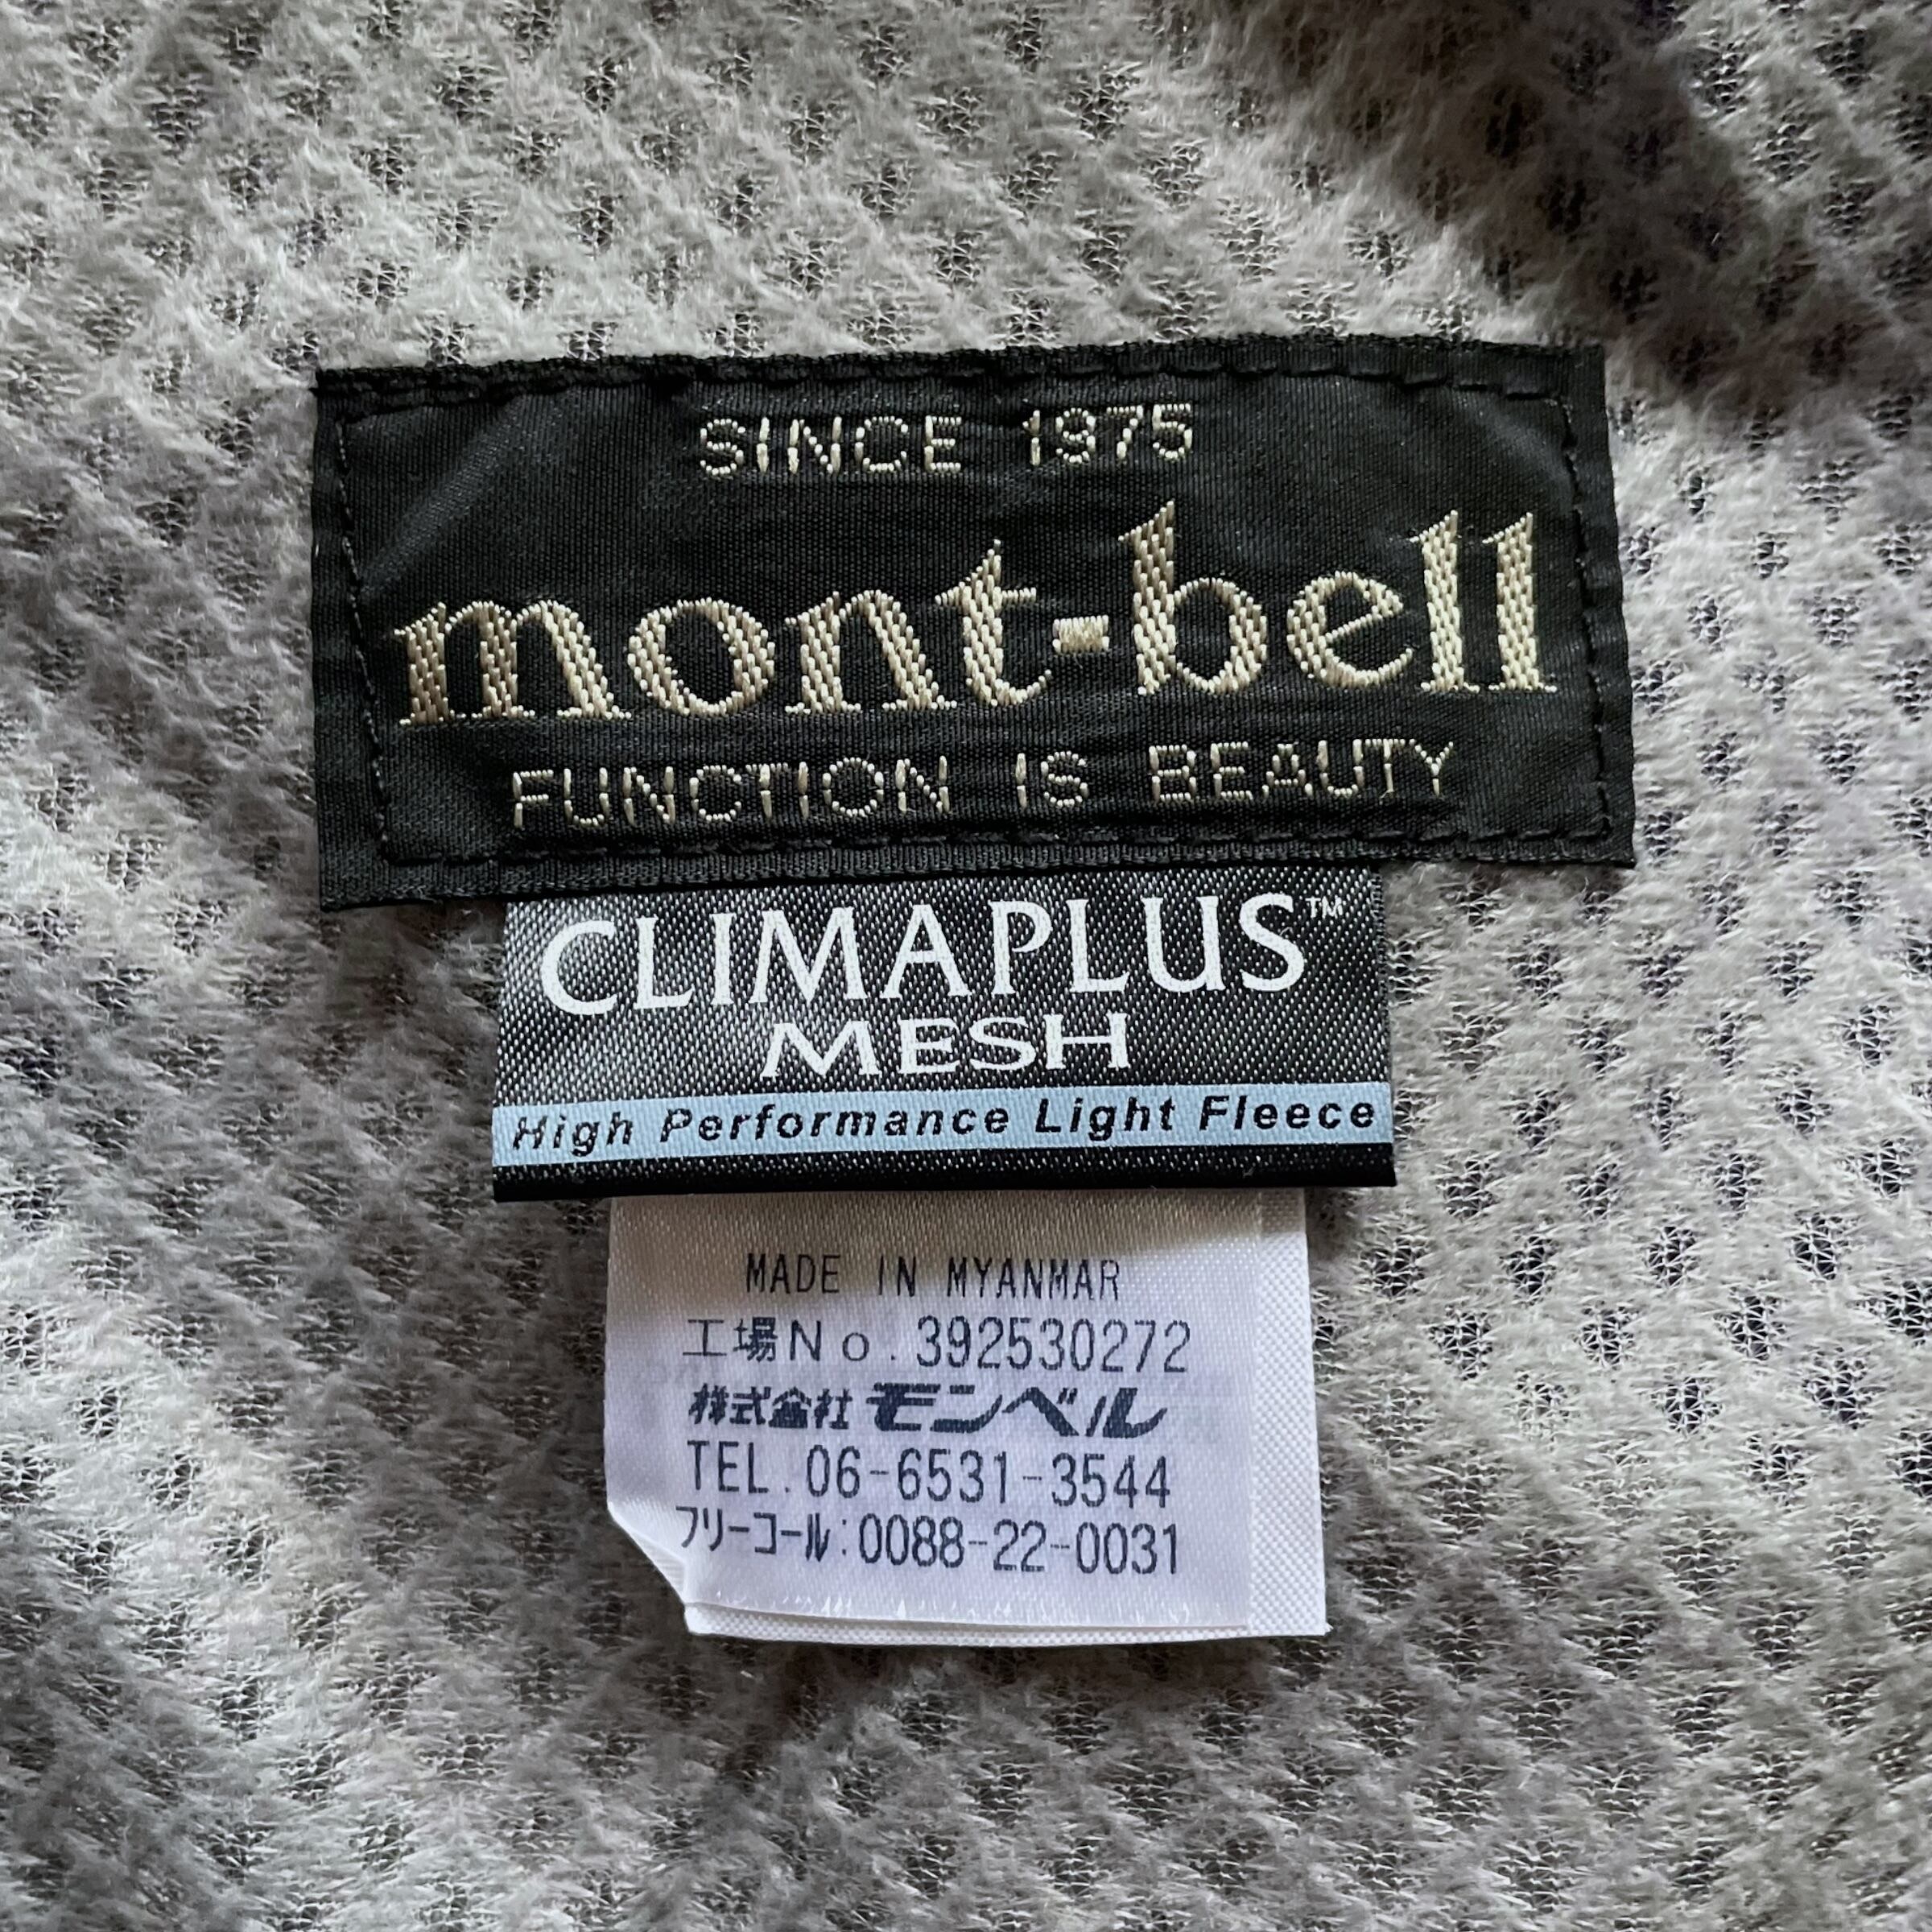 SINCE 1975
mont-bell
FUNCTION IS BEAUTY
CLIMAPLUS™
MESH
High Performance Light Fleece
MADE IN MYANMAR
工場No.392530272
株式会社モンベル
TEL.06-6531-3544
フリーコール:0088-22-0031